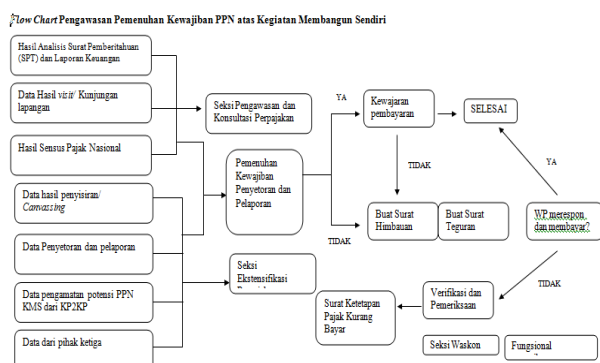 Flow Chart Pengawasan Pemenuhan Kewajiban PPN atas Kegiatan Membangun Sendiri
Hasil Analisis Surat Pemberitahuan
(SPT) dan Laporan Keuangan
Data Hasil visit/ Kunjungan
lapangan
Hasil Sensus Pajak Nasional
Data hasil penyisiran/
Canvassing
Data Penyetoran dan pelaporan
Data pengamatan potensi PPN
KMS dari KP2KP
Data dari pihak ketiga
Seksi Pengawasan dan
Konsultasi Perpajakan
Pemenuhan
Kewajiban
Penyetoran dan
Pelaporan
Seksi
Ekstensifikasi
YA
Kewajaran
pembayaran
SELESAI
TIDAK
YA
TIDAK
Buat Surat
Himbauan
Buat Surat
Teguran
WP merespon
dan membayar?
TIDAK
Verifikasi dan
Pemeriksaan
Surat Ketetapan
Pajak Kurang
Bayar
Seksi Waskon
Fungsional